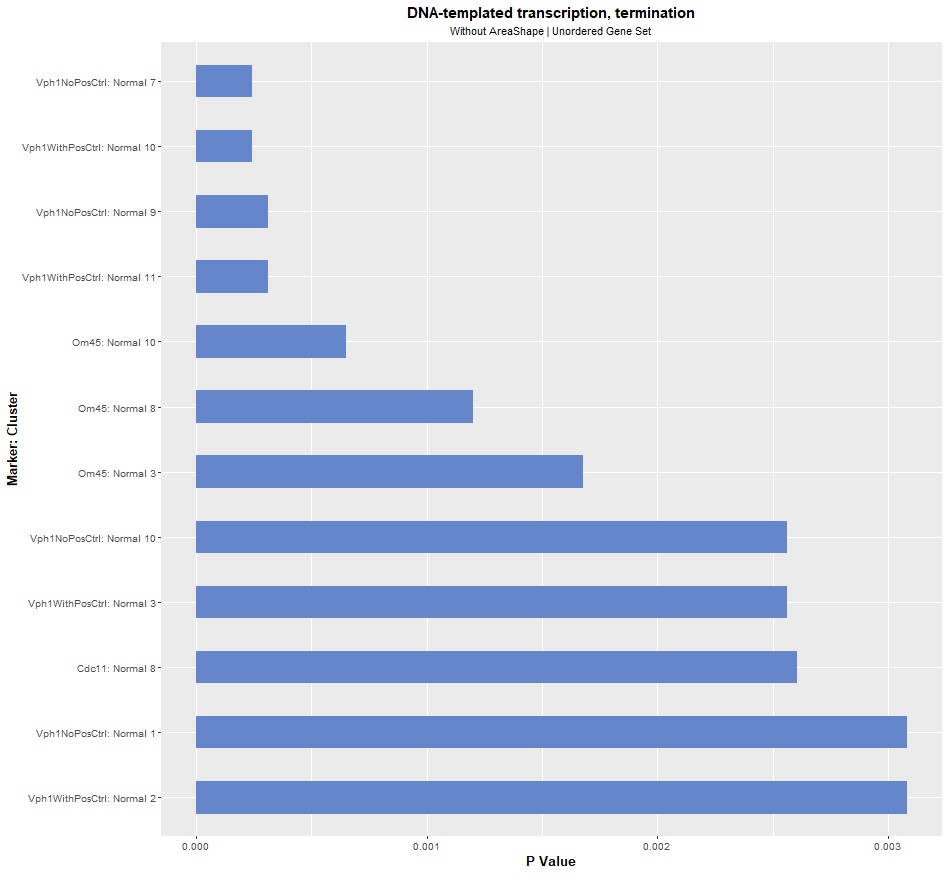 DNA-templated transcription, termination
Without AreaShape | Unordered Gene Set
Marker: Cluster
Vph1NoPosCtrl: Normal 7
Vph1WithPosCtrl: Normal 10
Vph1NoPosCtrl: Normal 9
Vph1WithPosCtrl: Normal 11
Om45: Normal 10
Om45: Normal 8
Om45: Normal 3
Vph1NoPosCtrl: Normal 10
Vph1WithPosCtrl: Normal 3
Cdc11: Normal 8
Vph1NoPosCtrl: Normal 1
Vph1WithPosCtrl: Normal 2
0.000 0.001 0.002 0.003
P Value